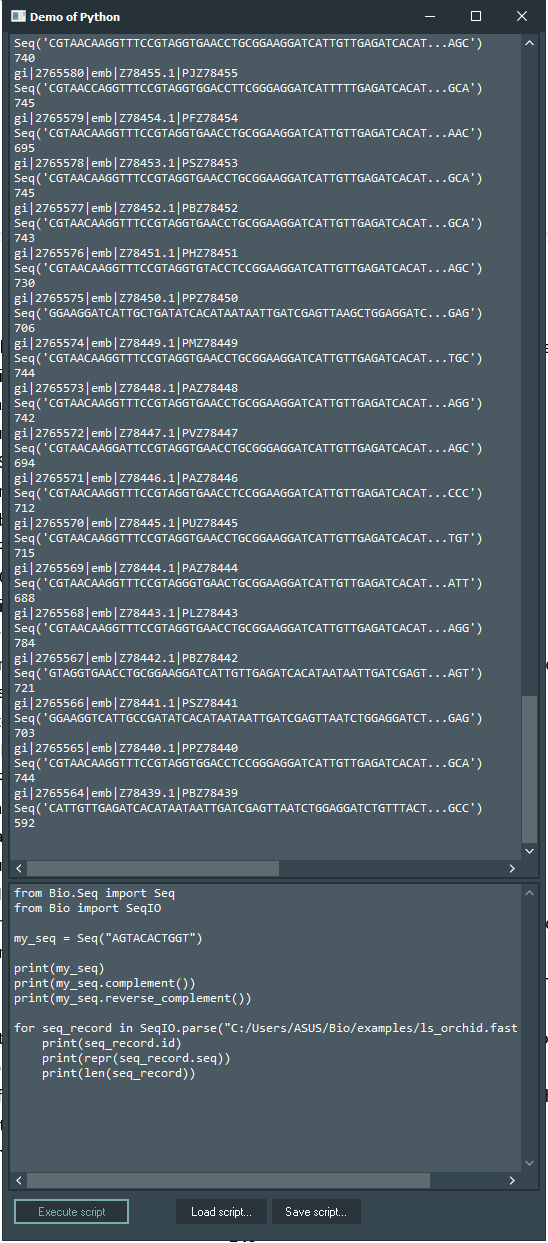 Demo of Python
Seq('CGTAACAAGGTTTCCGTAGGTGAACCTGCGGAAGGATCATTGTTGAGATCACAT...AGC')
740
gi|2765580|emb|Z78455.1|PJZ78455
Seq('CGTAACCAGGTTTCCGTAGGTGGACCTTCGGGAGGATCATTTTTGAGATCACAT...GCA')
745
gi|2765579|emb|Z78454.1|PFZ78454
Seq('CGTAACAAGGTTTCCGTAGGTGAACCTGCGGAAGGATCATTGTTGAGATCACAT...AAC')
695
gi|2765578|emb|Z78453.1|PSZ78453
Seq('CGTAACAAGGTTTCCGTAGGTGAACCTGCGGAAGGATCATTGTTGAGATCACAT...GCA')
745
gi|2765577|emb|Z78452.1|PBZ78452
Seq('CGTAACAAGGTTTCCGTAGGTGAACCTGCGGAAGGATCATTGTTGAGATCACAT...GCA')
743
gi|2765576|emb|Z78451.1|PHZ78451
Seq('CGTAACAAGGTTTCCGTAGGTGTACCTCCGGAAGGATCATTGTTGAGATCACAT...AGC')
730
gi|2765575|emb|Z78450.1|PPZ78450
Seq('GGAAGGATCATTGCTGATATCACATAATAATTGATCGAGTTAAGCTGGAGGATC...GAG')
706
gi|2765574|emb|Z78449.1|PMZ78449
Seq('CGTAACAAGGTTTCCGTAGGTGAACCTGCGGAAGGATCATTGTTGAGATCACAT...TGC')
744
gi|2765573|emb|Z78448.1|PAZ78448
Seq('CGTAACAAGGTTTCCGTAGGTGAACCTGCGGAAGGATCATTGTTGAGATCACAT...AGG')
742
gi|2765572|emb|Z78447.1|PVZ78447
Seq('CGTAACAAGGATTCCGTAGGTGAACCTGCGGGAGGATCATTGTTGAGATCACAT...AGC')
694
gi|2765571|emb|Z78446.1|PAZ78446
Seq('CGTAACAAGGTTTCCGTAGGTGAACCTCCGGAAGGATCATTGTTGAGATCACAT...CCC')
712
gi|2765570|emb|Z78445.1|PUZ78445
Seq('CGTAACAAGGTTTCCGTAGGTGAACCTGCGGAAGGATCATTGTTGAGATCACAT...TGT')
715
gi|2765569|emb|Z78444.1|PAZ78444
Seq('CGTAACAAGGTTTCCGTAGGGTGAACTGCGGAAGGATCATTGTTGAGATCACAT...ATT')
688
gi|2765568|emb|Z78443.1|PLZ78443
Seq('CGTAACAAGGTTTCCGTAGGTGAACCTGCGGAAGGATCATTGTTGAGATCACAT...AGG')
784
gi|2765567|emb|Z78442.1|PBZ78442
Seq('GTAGGTGAACCTGCGGAAGGATCATTGTTGAGATCACATAATAATTGATCGAGT...AGT')
721
gi|2765566|emb|Z78441.1|PSZ78441
Seq('GGAAGGTCATTGCCGATATCACATAATAATTGATCGAGTTAATCTGGAGGATCT...GAG')
703
gi|2765565|emb|Z78440.1|PPZ78440
Seq('CGTAACAAGGTTTCCGTAGGTGGACCTCCGGGAGGATCATTGTTGAGATCACAT...GCA')
744
gi|2765564|emb|Z78439.1|PBZ78439
Seq('CATTGTTGAGATCACATAATAATTGATCGAGTTAATCTGGAGGATCTGTTTACT...GCC')
592
from Bio.Seq import Seq
from Bio import SeqIO
my_seq = Seq("AGTACACTGGT")
print(my_seq)
print(my_seq.complement())
print(my_seq.reverse_complement())
for seq_record in SeqIO.parse("C:/Users/ASUS/Bio/examples/ls_orchid.fast
    print(seq_record.id)
    print(repr(seq_record.seq))
    print(len(seq_record))
Execute script
Load script...
Save script...